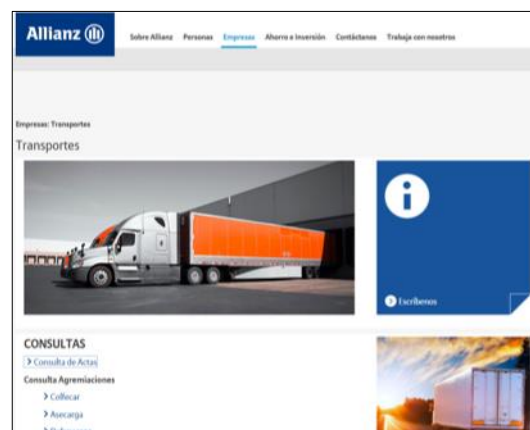 Allianz
Sobre Allianz Personas Empresas Ahorro e Inversión Contáctanos Trabaja con nosotros
Empresas: Transportes
Transportes
Escríbenos
CONSULTAS
Consulta de Actas
Consulta Agremiaciones
Colfecar
Asecarga